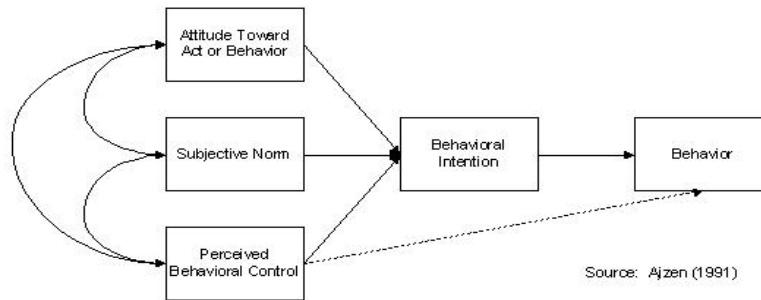 Attitude Toward
Act or Behavior
Subjective Norm
Behavioral
Intention
Behavior
Perceived
Behavioral Control
Source: Ajzen (1991)